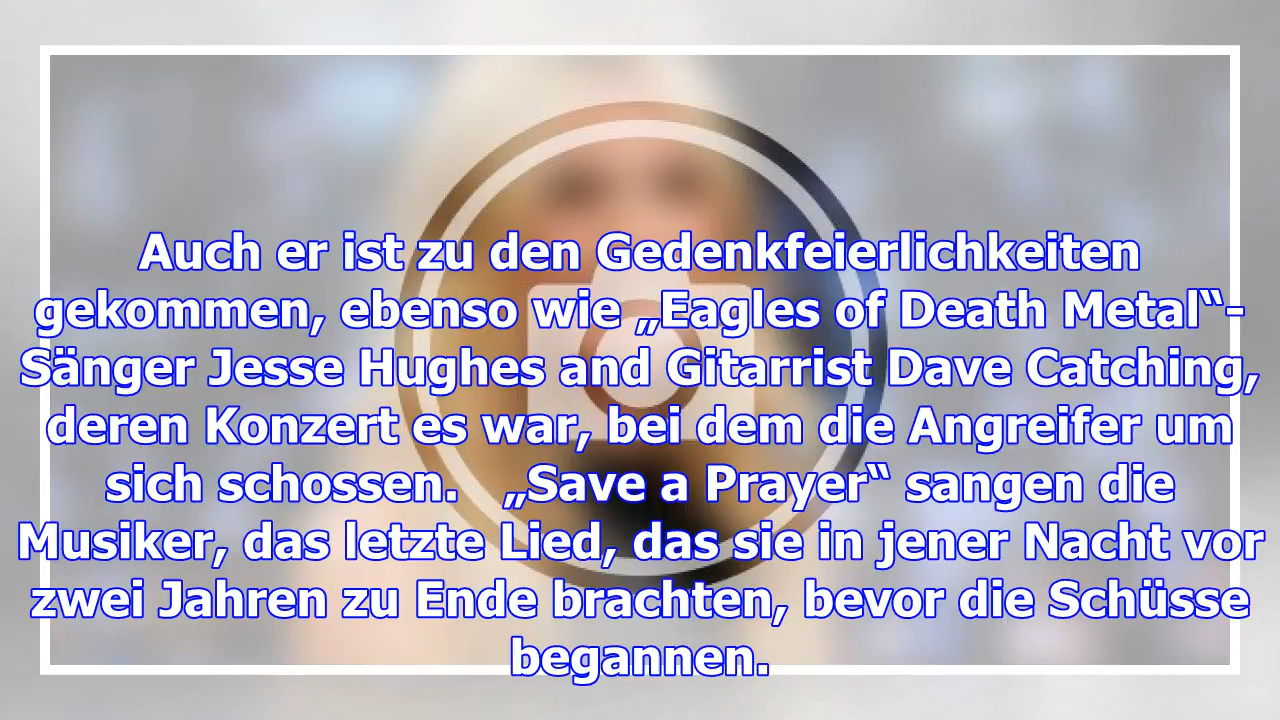 Auch er ist zu den Gedenkfeierlichkeiten
gekommen, ebenso wie „Eagles of Death Metal“-
Sänger Jesse Hughes and Gitarrist Dave Catching,
deren Konzert es war, bei dem die Angreifer um
sich schossen.   „Save a Prayer“ sangen die
Musiker, das letzte Lied, das sie in jener Nacht vor
zwei Jahren zu Ende brachten, bevor die Schüsse
begannen.